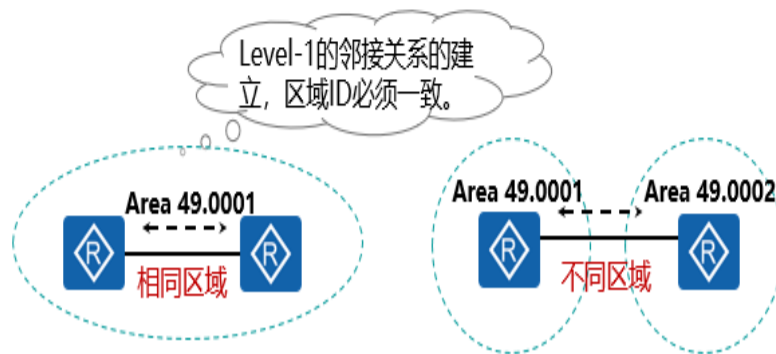 Level-1的邻接关系的建
立，区域ID必须一致。
Area 49.0001
R
R
相同区域
Area 49.0001
Area 49.0002
R
R
不同区域